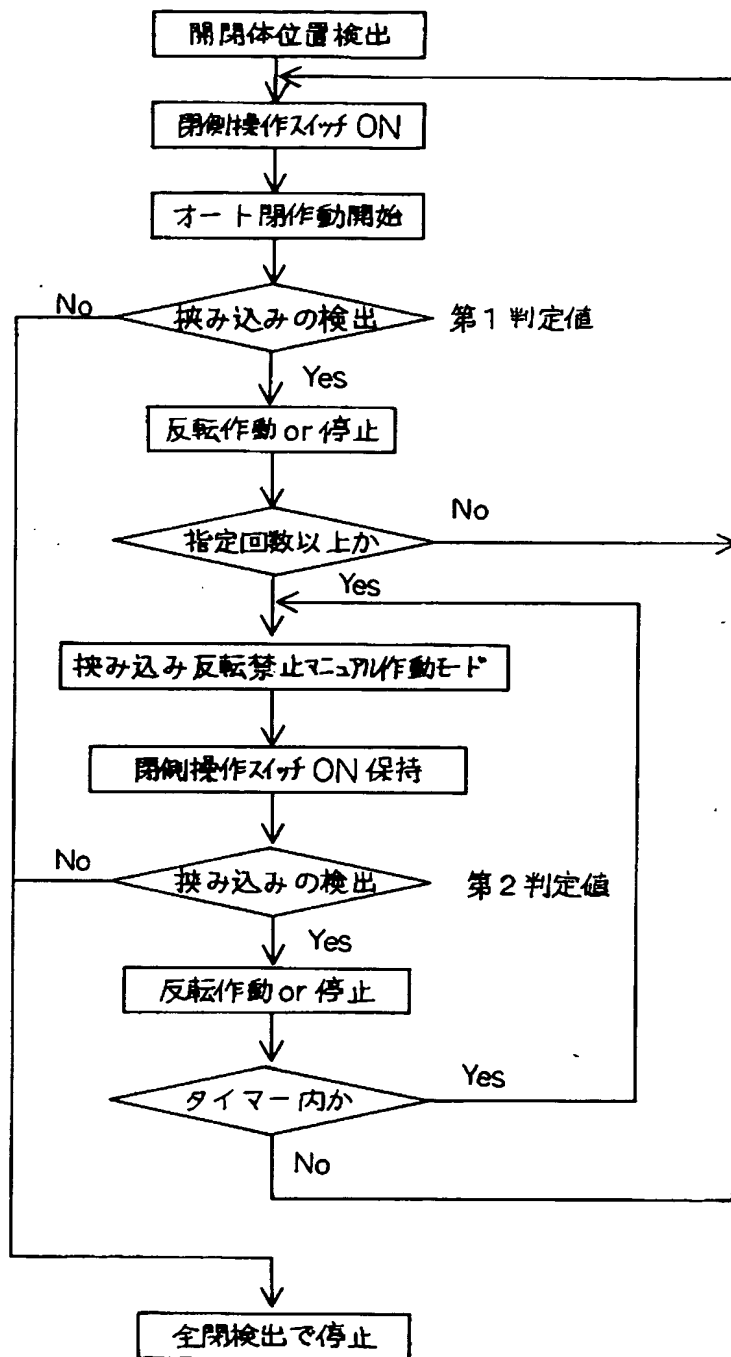 開閉体位置検出
閉側操作スイッチ ON
オート閉作動開始
No
挟み込みの検出
第1判定値
Yes
反転作動 or 停止
No
指定回数以上か
Yes
挟み込み反転禁止マニュアル作動モード
閉側操作スイッチ ON 保持
No
挟み込みの検出
第2判定値
Yes
反転作動 or 停止
タイマー内か
Yes
No
全閉検出で停止